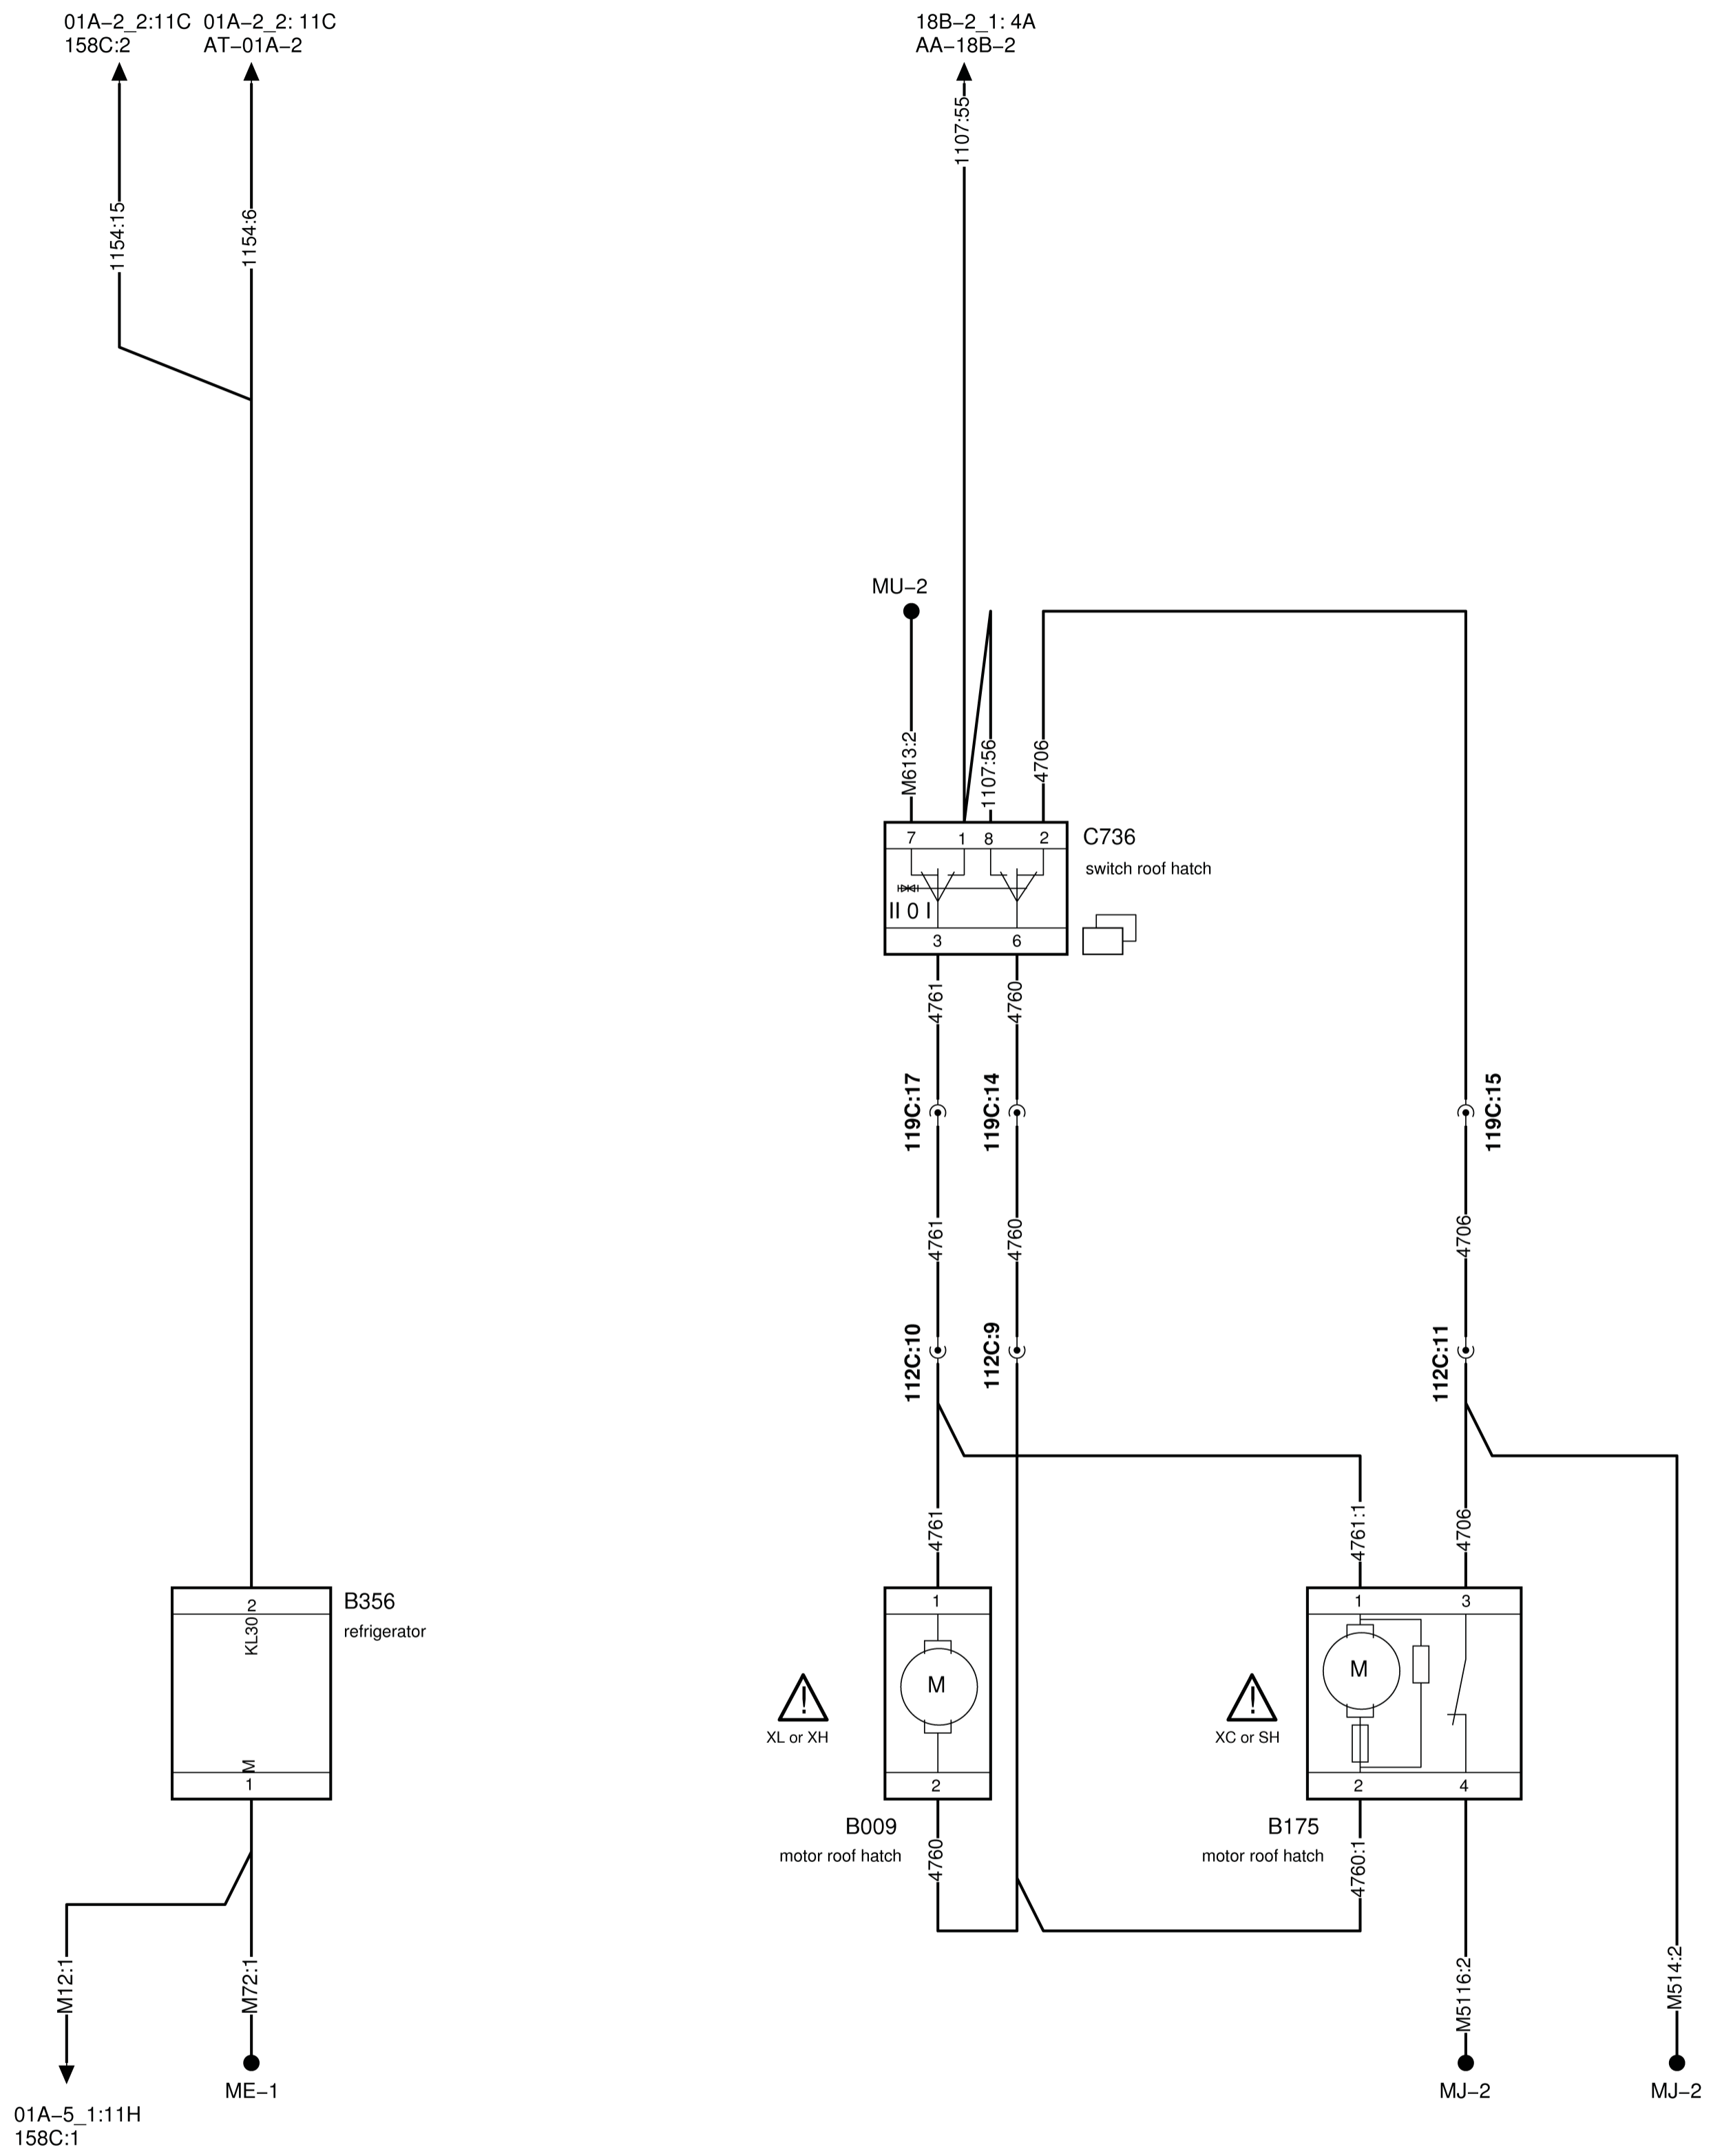 01A−2_2:11C 01A−2_2: 11C
158C:2 AT−01A−2
18B−2_1: 4A
AA−18B−2
1107:55
1154:15
1154:6
MU−2
M613:2
1107:56
4706
7 1 8 2
C736
switch roof hatch
II 0 I
3 6
4761
4760
119C:17
119C:14
119C:15
4761
4760
4706
112C:10
112C:9
112C:11
4761
4761:1
4706
2
KL30
B356
refrigerator
M
1
1
M
2
XL or XH
B009
motor roof hatch
1 3
M
2 4
XC or SH
B175
motor roof hatch
4760
4760:1
M12:1
M72:1
M5116:2
M514:2
ME−1
MJ−2
MJ−2
01A−5_1:11H
158C:1